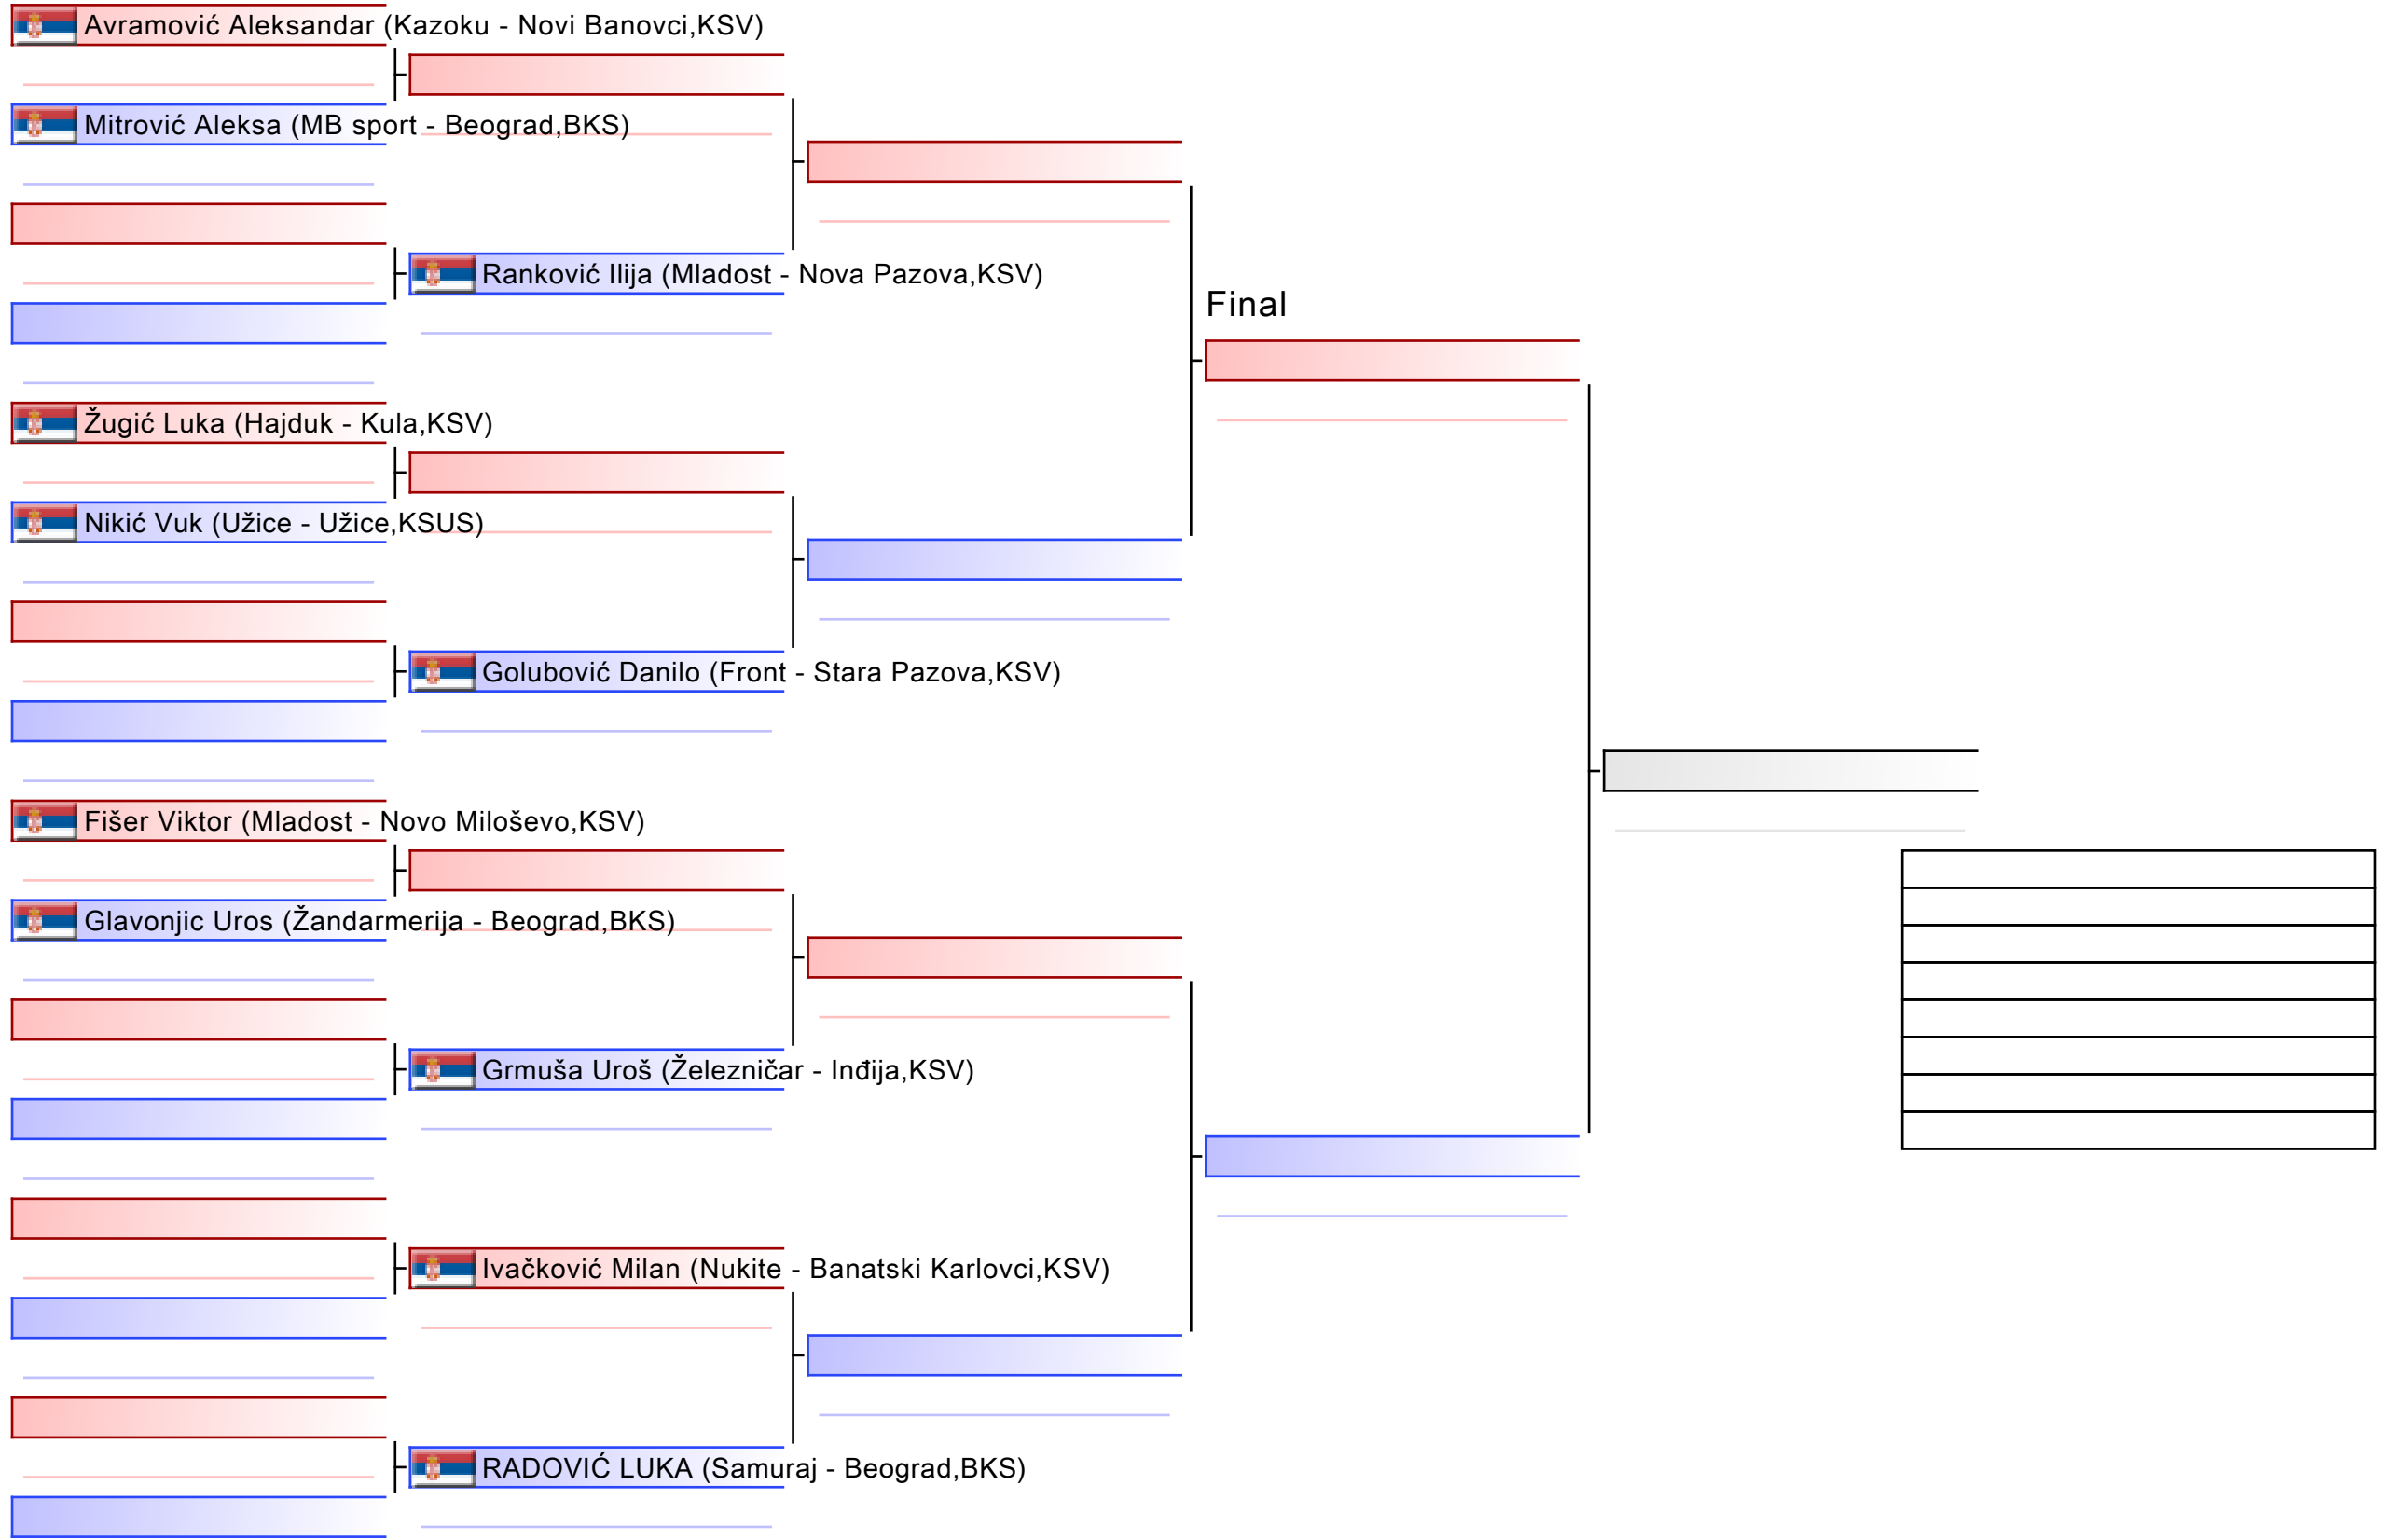 Avramović Aleksandar (Kazoku - Novi Banovci,KSV)
Mitrović Aleksa (MB sport - Beograd,BKS)
Ranković Ilija (Mladost - Nova Pazova,KSV)
Final
Žugić Luka (Hajduk - Kula,KSV)
Nikić Vuk (Užice - Užice,KSUS)
Golubović Danilo (Front - Stara Pazova,KSV)
Fišer Viktor (Mladost - Novo Miloševo,KSV)
Glavonjic Uros (Žandarmerija - Beograd,BKS)
Grmuša Uroš (Železničar - Inđija,KSV)
Ivačković Milan (Nukite - Banatski Karlovci,KSV)
RADOVIĆ LUKA (Samuraj - Beograd,BKS)